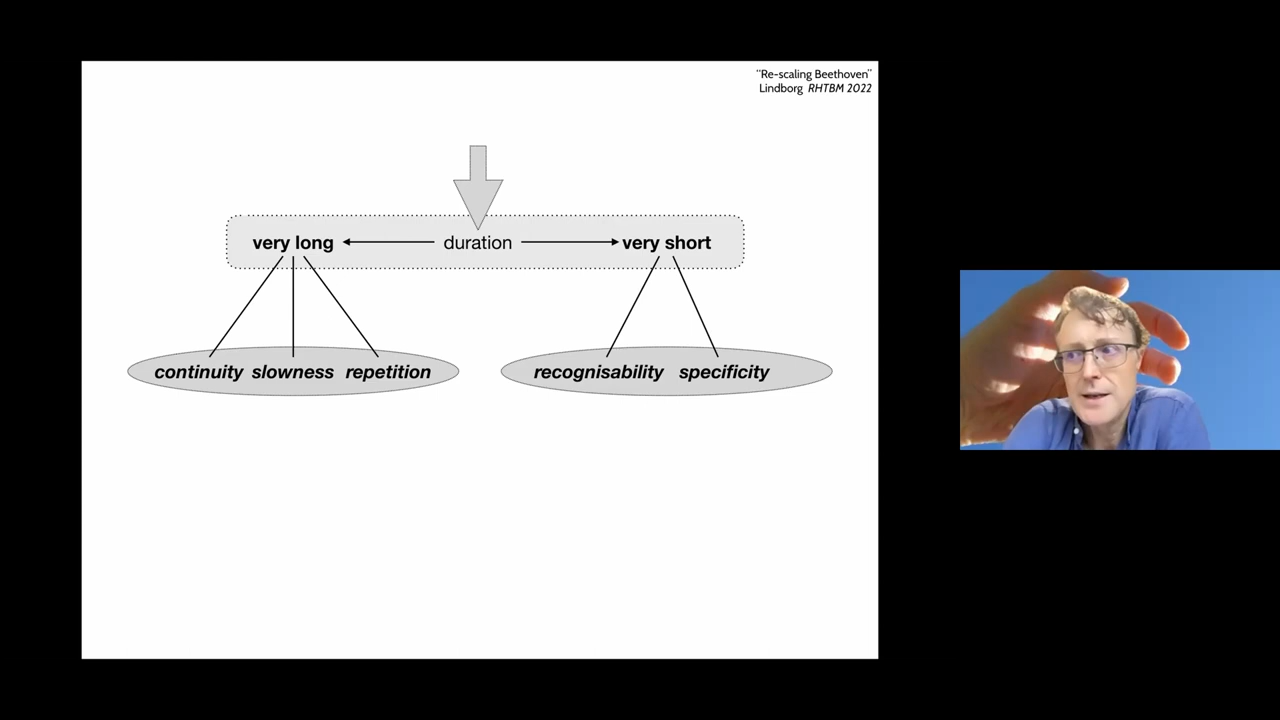 "Re-scaling Beethoven"
Lindborg RHTBM 2022
very long duration very short
continuity slowness repetition recognisability specificity